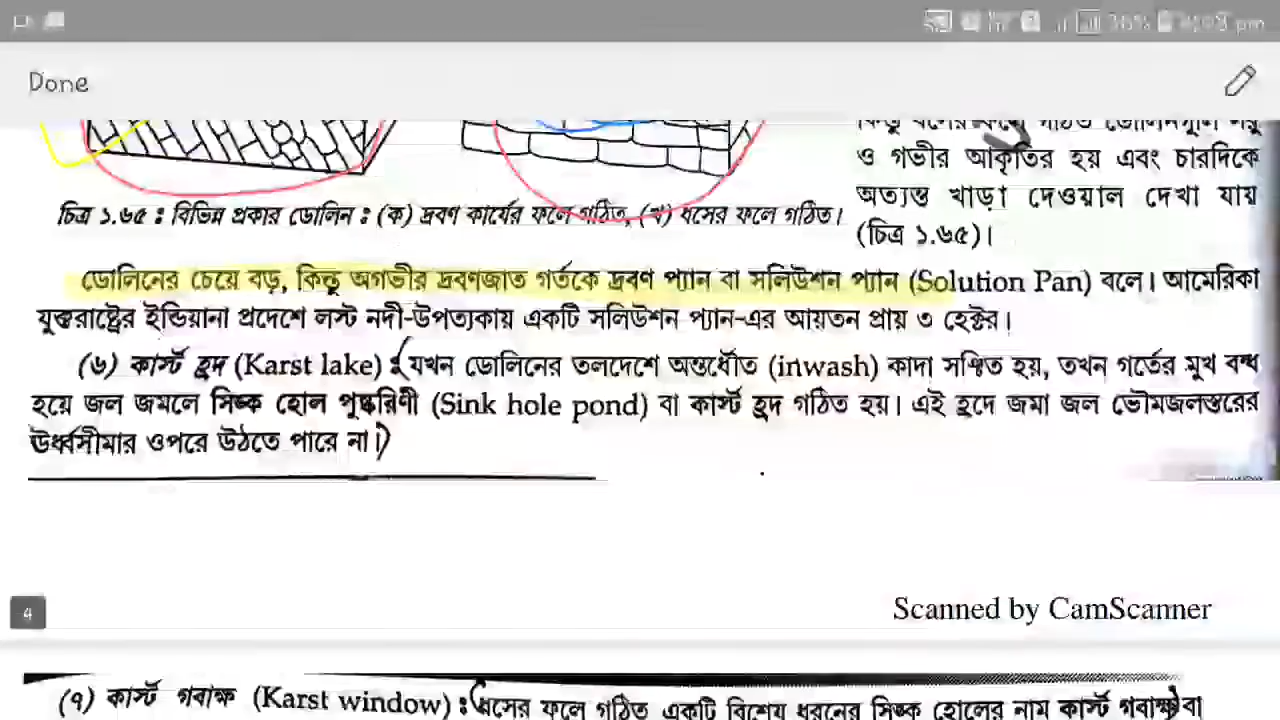 36%
pm
Done
ও গভীর আকৃতির হয় এবং চারদিকে
অত্যন্ত খাড়া দেওয়াল দেখা যায়
(চিত্র ১.৬৫)।
চিত্র ১.৬৫ : বিভিন্ন প্রকার ডোলিন : (ক) দ্রবণ কার্যের ফলে গঠিত, (খ) ধসের ফলে গঠিত।
ডোলিনের চেয়ে বড়, কিন্তু অগভীর দ্রবণজাত গর্তকে দ্রবণ প্যান বা সলিউশন প্যান (Solution Pan) বলে। আমেরিকা
যুক্তরাষ্ট্রের ইন্ডিয়ানা প্রদেশে লস্ট নদী-উপত্যকায় একটি সলিউশন প্যান-এর আয়তন প্রায় ৩ হেক্টর।
(৬) কার্স্ট হ্রদ (Karst lake) : যখন ডোলিনের তলদেশে অন্তর্ধৌত (inwash) কাদা সঞ্চিত হয়, তখন গর্তের মুখ বন্ধ
হয়ে জল জমলে সিঙ্ক হোল পুষ্করিণী (Sink hole pond) বা কার্স্ট হ্রদ গঠিত হয়। এই হ্রদে জমা জল ভৌমজলস্তরের
ঊর্ধ্বসীমার ওপরে উঠতে পারে না।
4
Scanned by CamScanner
(৭) কার্স্ট গবাক্ষ (Karst window) : ধসের ফলে গঠিত একটি বিশেষ ধরনের সিঙ্ক হোলের নাম কার্স্ট গবাক্ষ বা